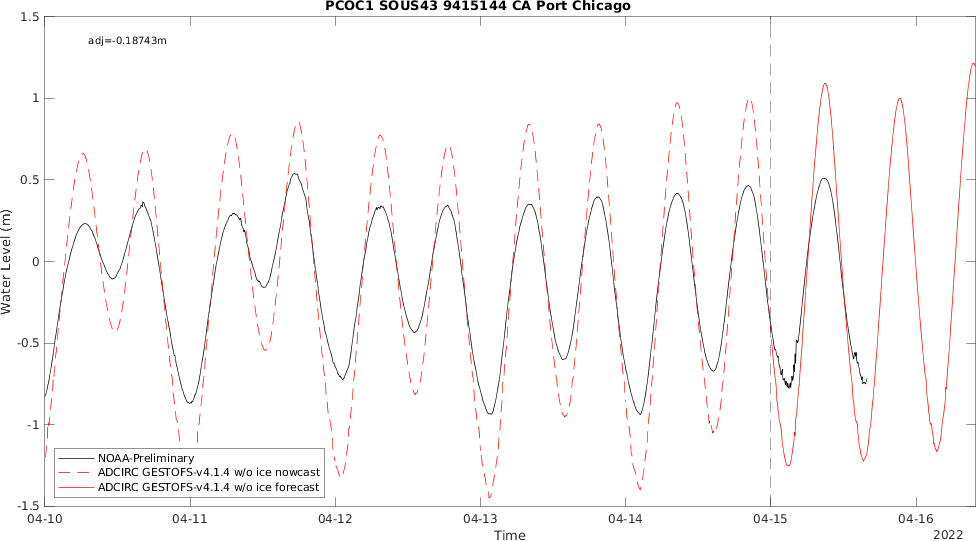 PCOC1 SOUS43 9415144 CA Port Chicago
adj=-0.18743m
1.5
1
0.5
0
-0.5
-1
-1.5
Water Level (m)
NOAA-Preliminary
ADCIRC GESTOFS-v4.1.4 w/o ice nowcast
ADCIRC GESTOFS-v4.1.4 w/o ice forecast
04-10 04-11 04-12 04-13 04-14 04-15 04-16
Time
2022